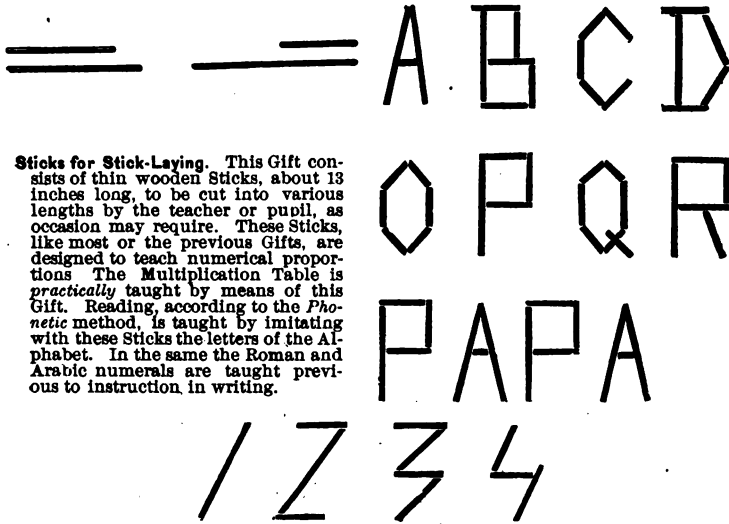 A B C D
Sticks for Stick-Laying. This Gift con-
sists of thin wooden Sticks, about 13
inches long, to be cut into various
lengths by the teacher or pupil, as
occasion may require. These Sticks,
like most or the previous Gifts, are
designed to teach numerical propor-
tions The Multiplication Table is
practically taught by means of this
Gift. Reading, according to the Pho-
netic method, is taught by imitating
with these Sticks the letters of the Al-
phabet. In the same the Roman and
Arabic numerals are taught previ-
ous to instruction in writing.
O P Q R
PAPA
1 2 3 4